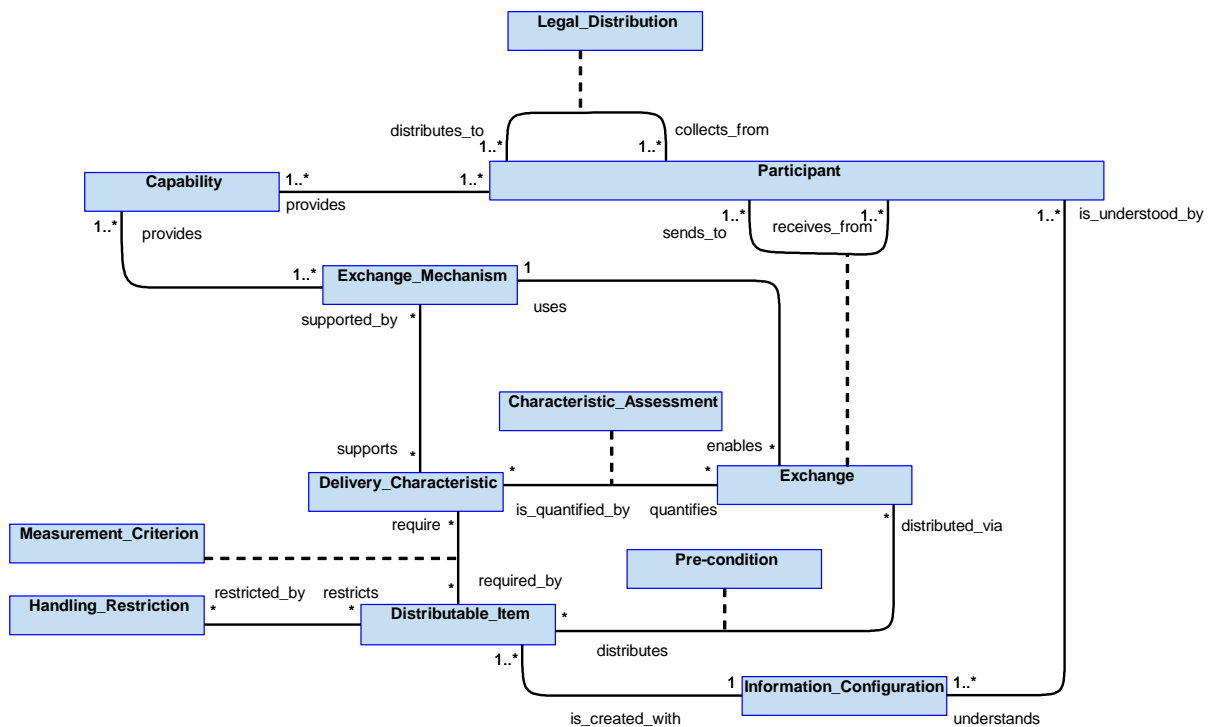 Legal_Distribution
distributes_to
collects_from
1..*
1..*
Participant
Capability
1..*
1..*
provides
1..*
provides
1..*
sends_to
receives_from
1..*
1..*
is_understood_by
1..*
Exchange_Mechanism
1
uses
supported_by
*
Characteristic_Assessment
supports
*
enables
*
Delivery_Characteristic
*
*
Exchange
is_quantified_by
quantifies
require
*
*
distributed_via
Measurement_Criterion
Pre-condition
*
required_by
restricted_by
restricts
Handling_Restriction
*
*
Distributable_Item
*
distributes
1..*
1
Information_Configuration
1..*
is_created_with
understands